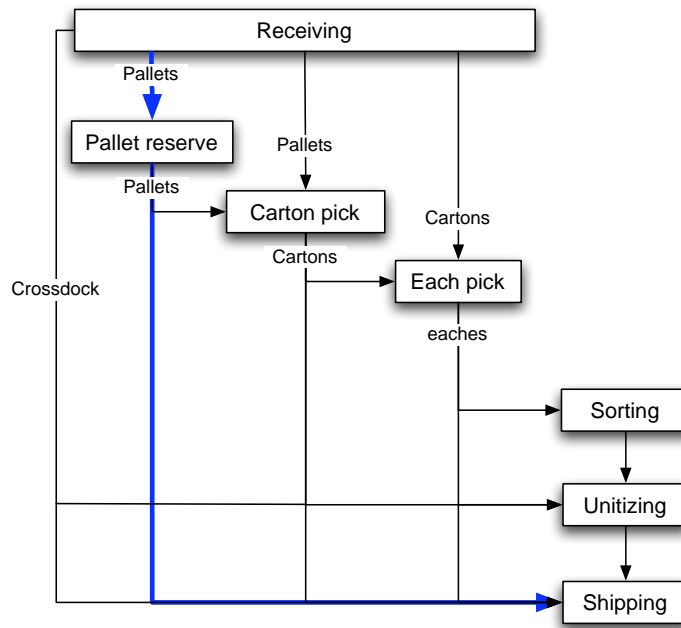 Receiving
Pallets
Pallet reserve
Pallets
Pallets
Carton pick
Cartons
Cartons
Each pick
Crossdock
eaches
Sorting
Unitizing
Shipping